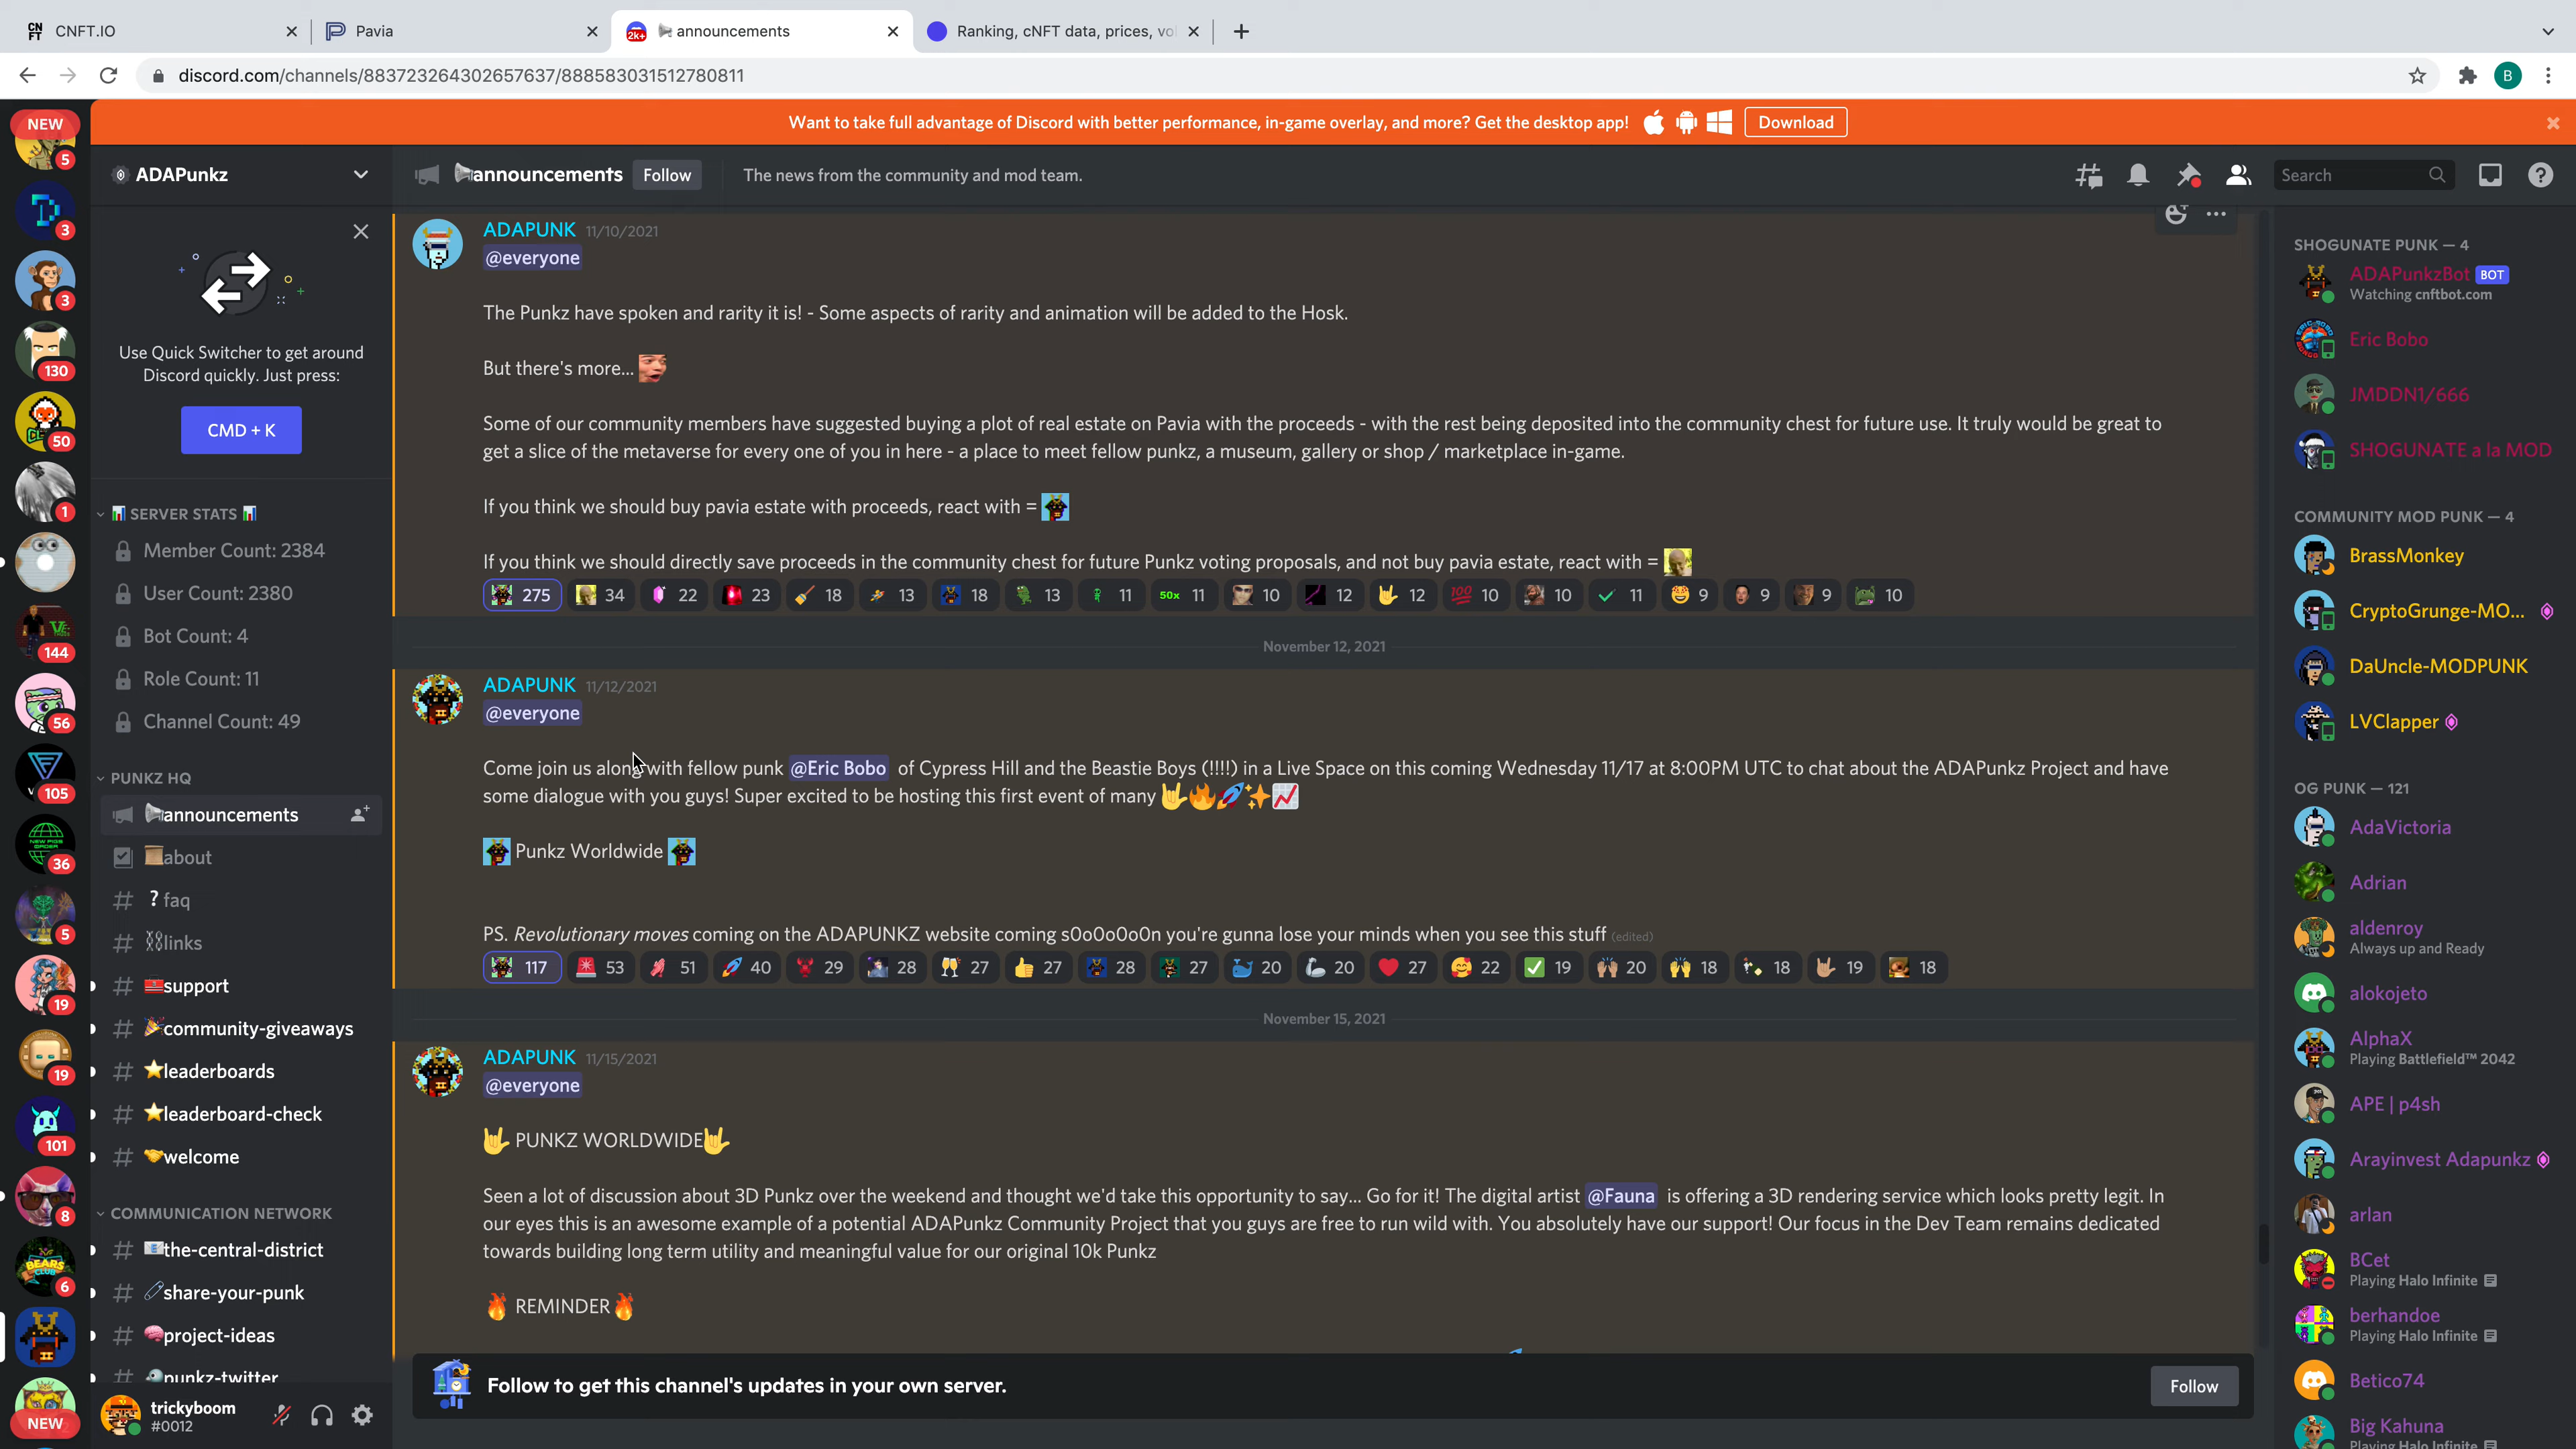 CNFT.IO
Pavia
2k+
announcements
Ranking, cNFT data, prices, vol
discord.com/channels/883723264302657637/888583031512780811
B
Want to take full advantage of Discord with better performance, in-game overlay, and more? Get the desktop app!
Download
NEW
5
3
3
130
50
1
144
56
105
36
5
19
19
101
8
6
NEW
ADAPunkz
Use Quick Switcher to get around
Discord quickly. Just press:
CMD + K
SERVER STATS
Member Count: 2384
User Count: 2380
Bot Count: 4
Role Count: 11
Channel Count: 49
PUNKZ HQ
announcements
about
? faq
links
support
community-giveaways
leaderboards
leaderboard-check
welcome
COMMUNICATION NETWORK
the-central-district
share-your-punk
project-ideas
punkz-twitter
trickyboom
#0012
announcements
Follow
The news from the community and mod team.
Search
ADAPUNK 11/10/2021
@everyone
The Punkz have spoken and rarity it is! - Some aspects of rarity and animation will be added to the Hosk.
But there's more...
Some of our community members have suggested buying a plot of real estate on Pavia with the proceeds - with the rest being deposited into the community chest for future use. It truly would be great to
get a slice of the metaverse for every one of you in here - a place to meet fellow punkz, a museum, gallery or shop / marketplace in-game.
If you think we should buy pavia estate with proceeds, react with =
If you think we should directly save proceeds in the community chest for future Punkz voting proposals, and not buy pavia estate, react with =
275 34 22 23 18 13 18 13 11 50x 11 10 12 12 100 10 10 11 9 9 9 10
November 12, 2021
ADAPUNK 11/12/2021
@everyone
Come join us along with fellow punk @Eric Bobo of Cypress Hill and the Beastie Boys (!!!!) in a Live Space on this coming Wednesday 11/17 at 8:00PM UTC to chat about the ADAPunkz Project and have
some dialogue with you guys! Super excited to be hosting this first event of many
Punkz Worldwide
PS. Revolutionary moves coming on the ADAPUNKZ website coming s0o0o0o0n you're gunna lose your minds when you see this stuff (edited)
117 53 51 40 29 28 27 27 28 27 20 20 27 22 19 20 18 18 19 18
November 15, 2021
ADAPUNK 11/15/2021
@everyone
PUNKZ WORLDWIDE
Seen a lot of discussion about 3D Punkz over the weekend and thought we'd take this opportunity to say... Go for it! The digital artist @Fauna is offering a 3D rendering service which looks pretty legit. In
our eyes this is an awesome example of a potential ADAPunkz Community Project that you guys are free to run wild with. You absolutely have our support! Our focus in the Dev Team remains dedicated
towards building long term utility and meaningful value for our original 10k Punkz
REMINDER
Follow to get this channel's updates in your own server.
Follow
SHOGUNATE PUNK — 4
ADAPunkzBot BOT
Watching cnftbot.com
Eric Bobo
JMDDN1/666
SHOGUNATE a la MOD
COMMUNITY MOD PUNK — 4
BrassMonkey
CryptoGrunge-MO...
DaUncle-MODPUNK
LVClapper
OG PUNK — 121
AdaVictoria
Adrian
aldenroy
Always up and Ready
alokojeto
AlphaX
Playing Battlefield™ 2042
APE | p4sh
Arayinvest Adapunkz
arlan
BCet
Playing Halo Infinite
berhandoe
Playing Halo Infinite
Betico74
Big Kahuna
Playing Halo Infinite